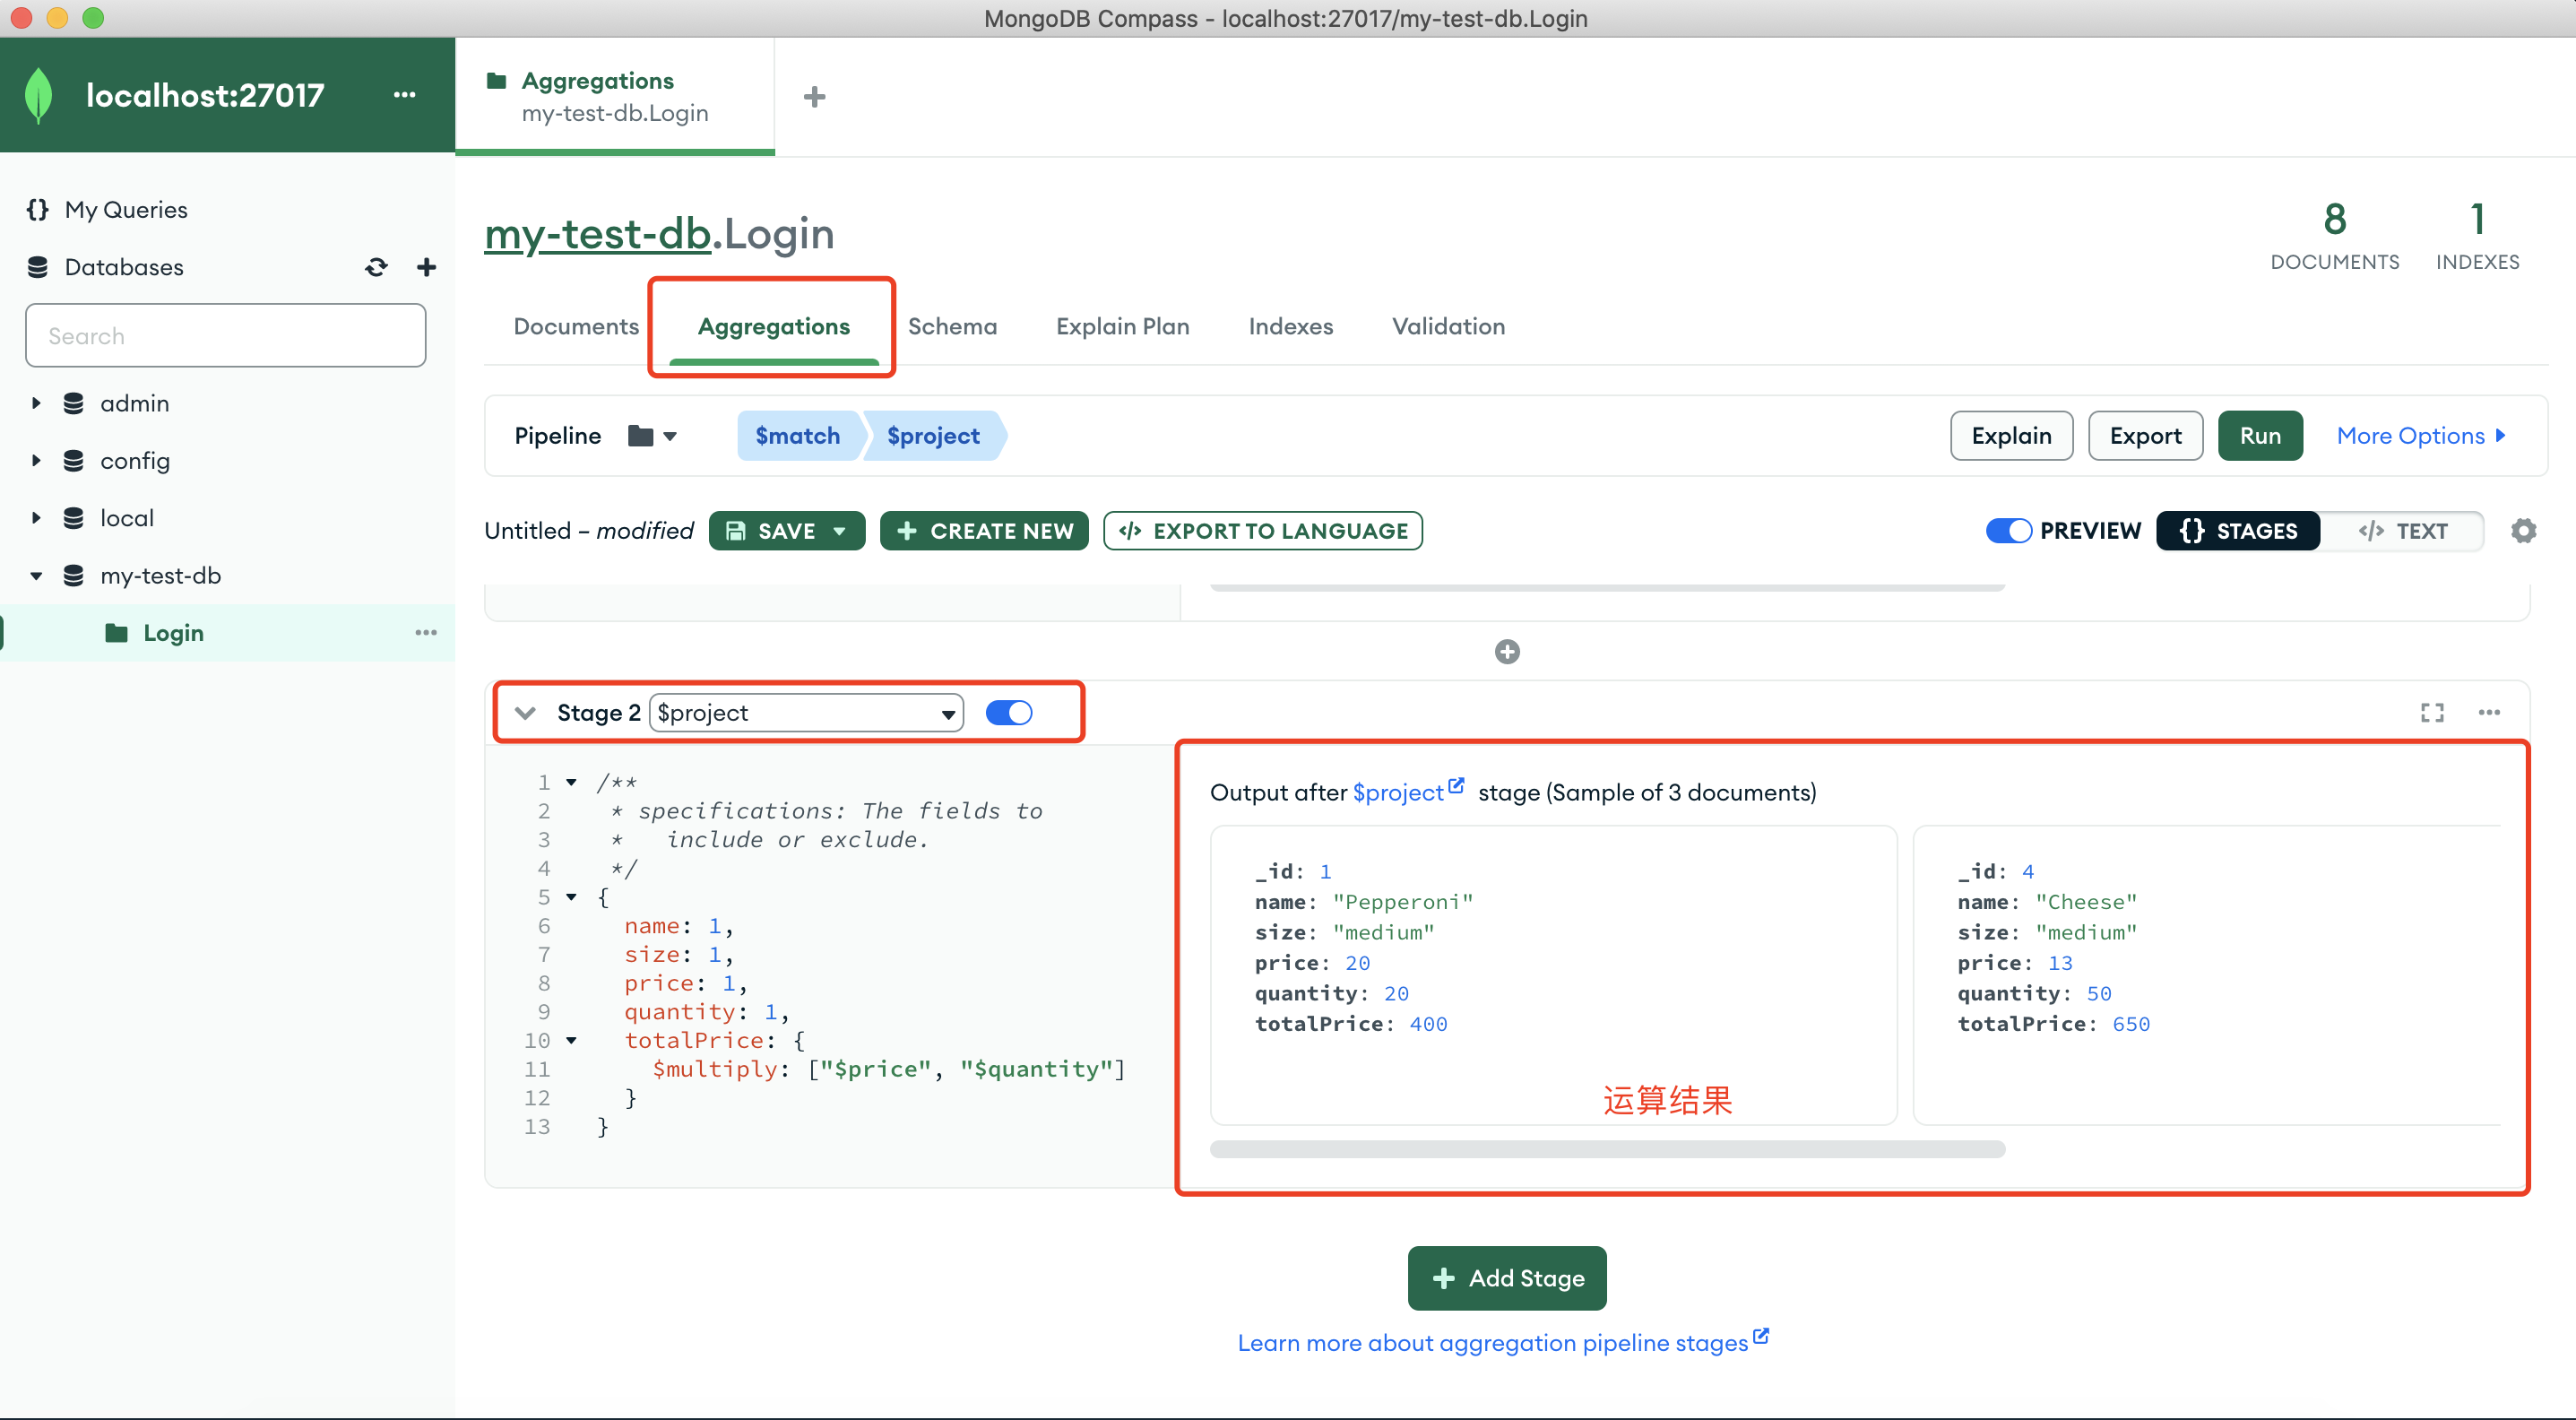 MongoDB Compass - localhost:27017/my-test-db.Login
localhost:27017
Aggregations
my-test-db.Login
My Queries
Databases
Search
admin
config
local
my-test-db
Login
my-test-db.Login
8
DOCUMENTS
1
INDEXES
Documents Aggregations Schema Explain Plan Indexes Validation
Pipeline $match $project Explain Export Run More Options
Untitled – modified SAVE CREATE NEW EXPORT TO LANGUAGE PREVIEW STAGES TEXT
Stage 2 $project
1 /**
2 * specifications: The fields to
3 * include or exclude.
4 */
5 {
6 name: 1,
7 size: 1,
8 price: 1,
9 quantity: 1,
10 totalPrice: {
11 $multiply: ["$price", "$quantity"]
12 }
13 }
Output after $project stage (Sample of 3 documents)
_id: 1
name: "Pepperoni"
size: "medium"
price: 20
quantity: 20
totalPrice: 400
_id: 4
name: "Cheese"
size: "medium"
price: 13
quantity: 50
totalPrice: 650
运算结果
Add Stage
Learn more about aggregation pipeline stages